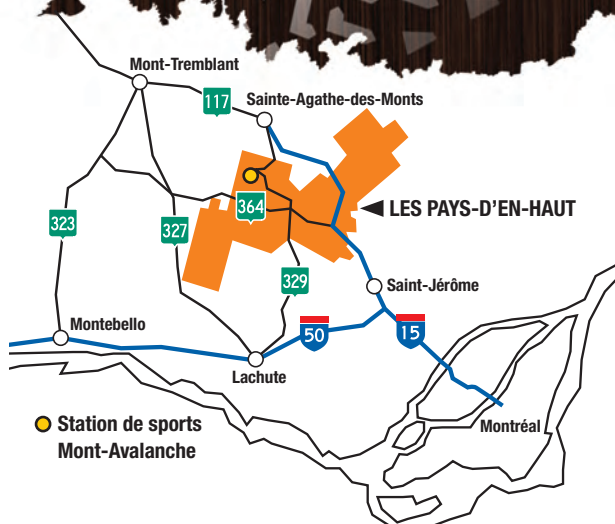 Mont-Tremblant
117
Sainte-Agathe-des-Monts
364
LES PAYS-D'EN-HAUT
323
327
329
Saint-Jérôme
Montebello
50
15
Lachute
Montréal
Station de sports
Mont-Avalanche